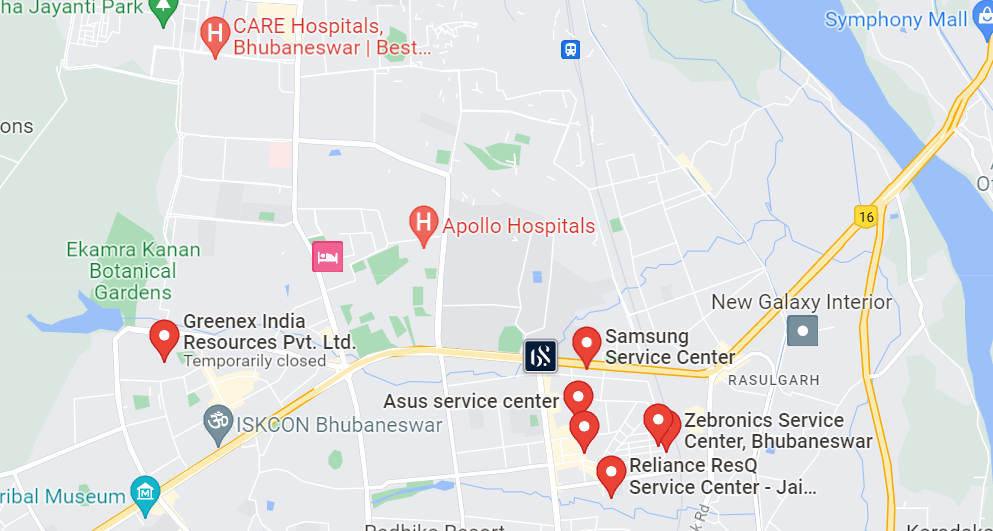 ha Jayanti Park
CARE Hospitals,
Bhubaneswar | Best...
Symphony Mall
ons
16
Apollo Hospitals
Ekamra Kanan
Botanical
Gardens
New Galaxy Interior
Greenex India
Resources Pvt. Ltd.
Temporarily closed
Samsung
Service Center
RASULGARH
Asus service center
ISKCON Bhubaneswar
Zebronics Service
Center, Bhubaneswar
Reliance ResQ
Service Center - Jai...
ribal Museum
k Rd